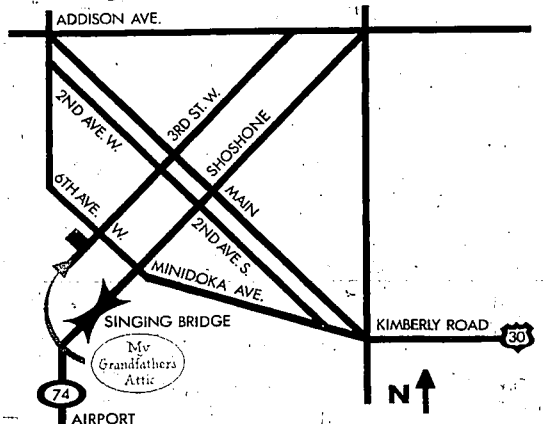 ADDISON AVE.
2ND AVE. W.
3RD ST. W.
SHOSHONE
MAIN
6TH AVE. W.
2ND AVE. S.
MINIDOKA AVE.
SINGING BRIDGE
KIMBERLY ROAD
30
My
Grandfathers
Attic
74
N
AIRPORT